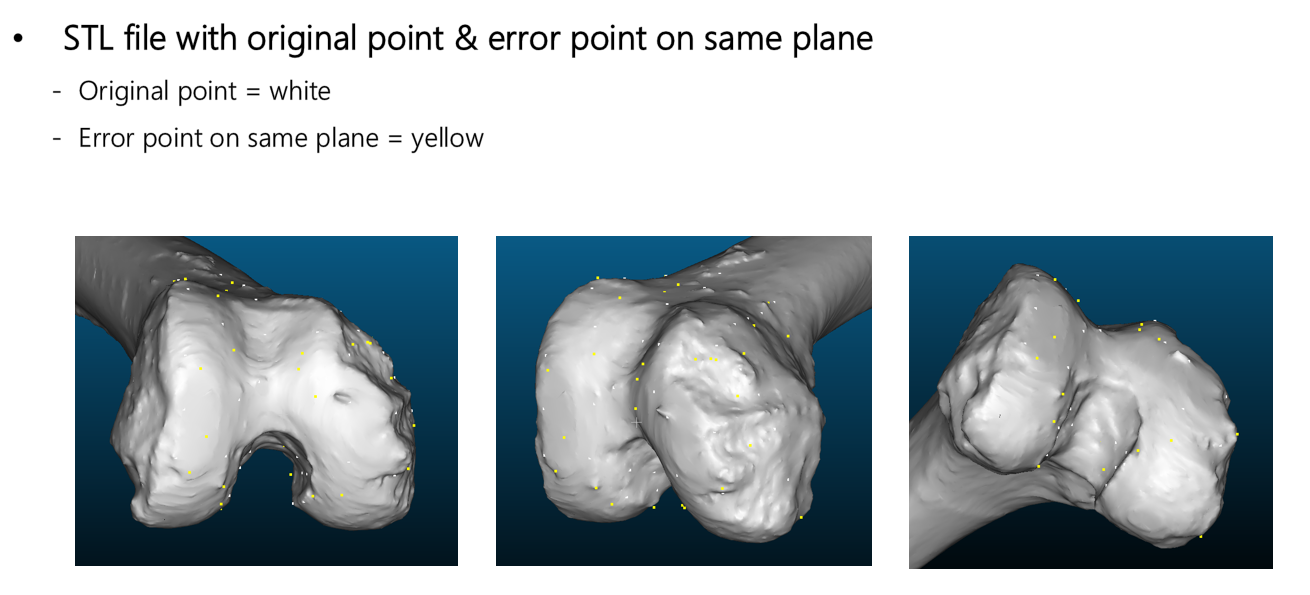 • STL file with original point & error point on same plane
- Original point = white
- Error point on same plane = yellow